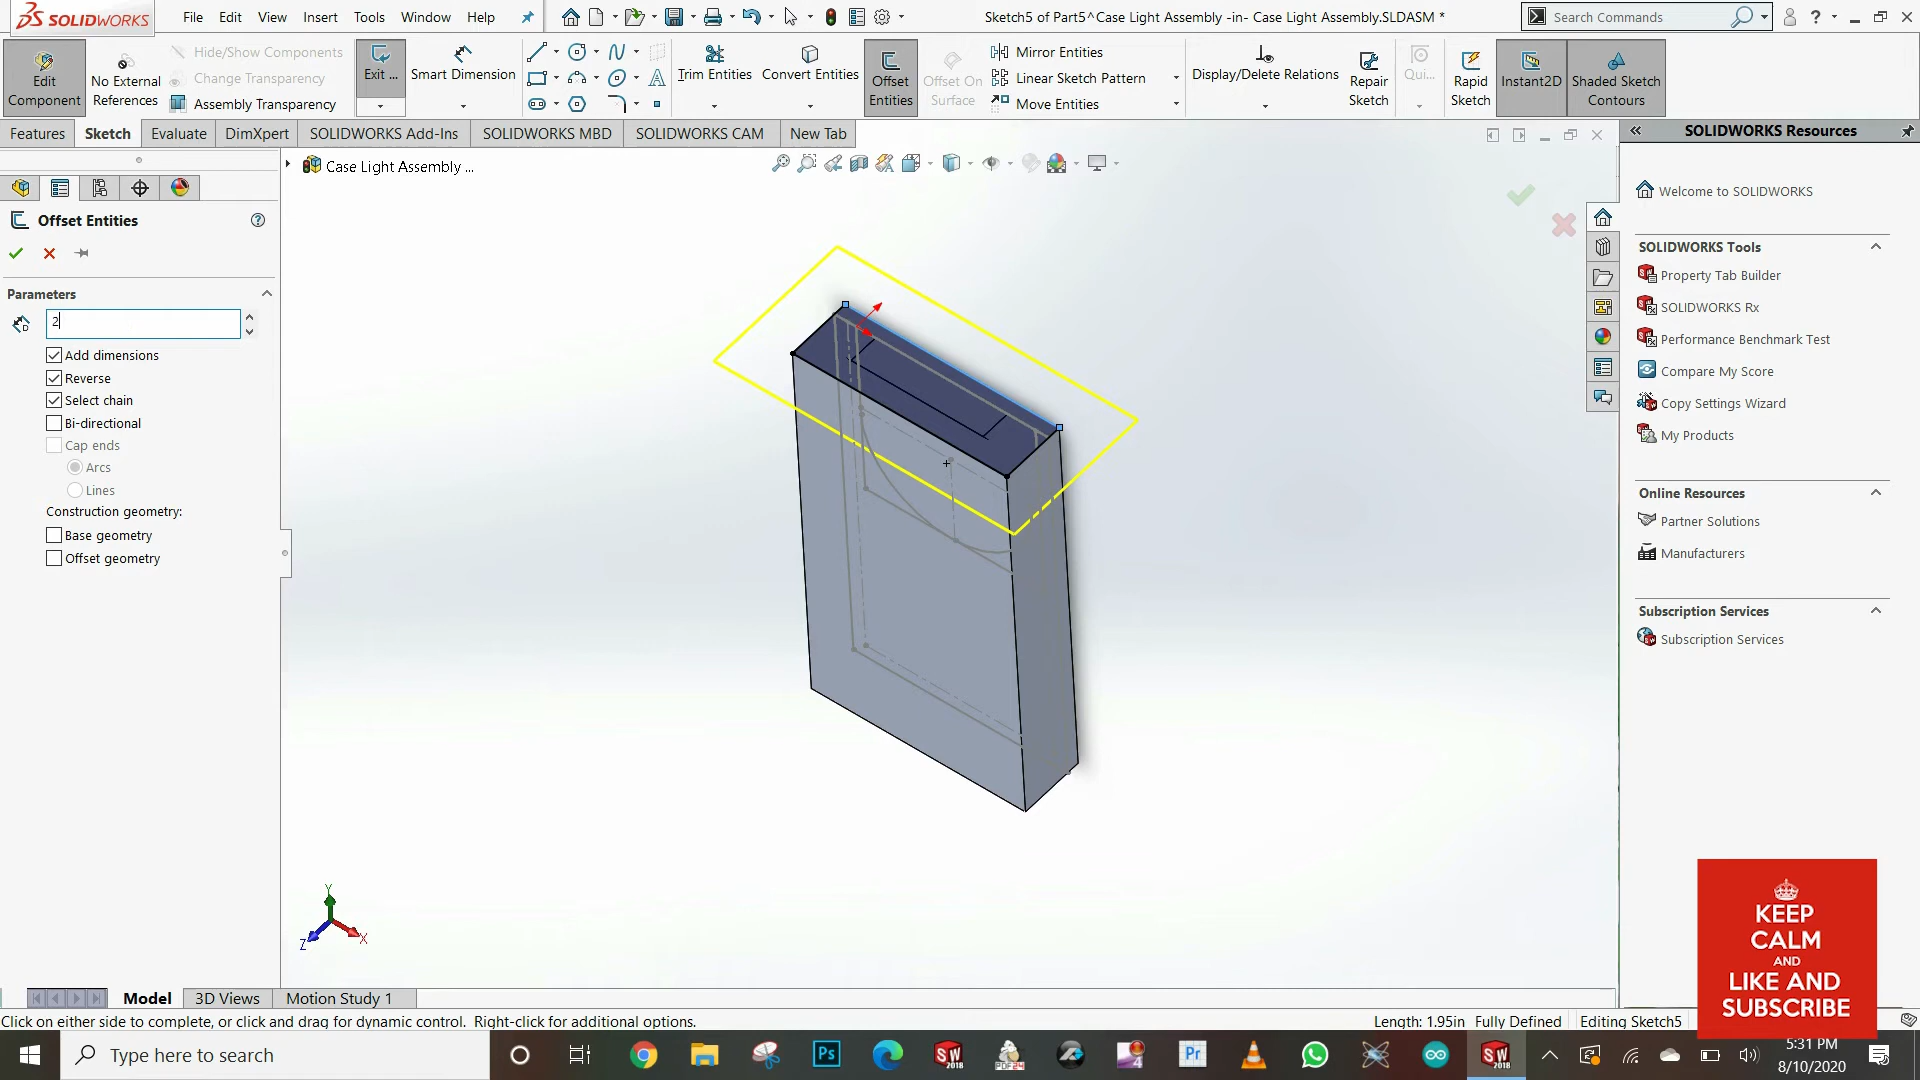 SOLIDWORKS
File Edit View Insert Tools Window Help
Sketch5 of Part5^Case Light Assembly -in- Case Light Assembly.SLDASM *
Search Commands
Edit Component
No External References
Hide/Show Components
Change Transparency
Assembly Transparency
Exit ...
Smart Dimension
Trim Entities
Convert Entities
Offset Entities
Offset On Surface
Mirror Entities
Linear Sketch Pattern
Move Entities
Display/Delete Relations
Repair Sketch
Qui...
Rapid Sketch
Instant2D
Shaded Sketch Contours
Features Sketch Evaluate DimXpert SOLIDWORKS Add-Ins SOLIDWORKS MBD SOLIDWORKS CAM New Tab
SOLIDWORKS Resources
Case Light Assembly ...
Offset Entities
Parameters
2
Add dimensions
Reverse
Select chain
Bi-directional
Cap ends
Arcs
Lines
Construction geometry:
Base geometry
Offset geometry
Y
Z
X
Welcome to SOLIDWORKS
SOLIDWORKS Tools
Property Tab Builder
SOLIDWORKS Rx
Performance Benchmark Test
Compare My Score
Copy Settings Wizard
My Products
Online Resources
Partner Solutions
Manufacturers
Subscription Services
Subscription Services
KEEP
CALM
AND
LIKE AND
SUBSCRIBE
Model 3D Views Motion Study 1
Click on either side to complete, or click and drag for dynamic control. Right-click for additional options.
Length: 1.95in Fully Defined Editing Sketch5
Type here to search
Ps
PDF24
SW
2018
Pr
SW
2018
5:31 PM
8/10/2020